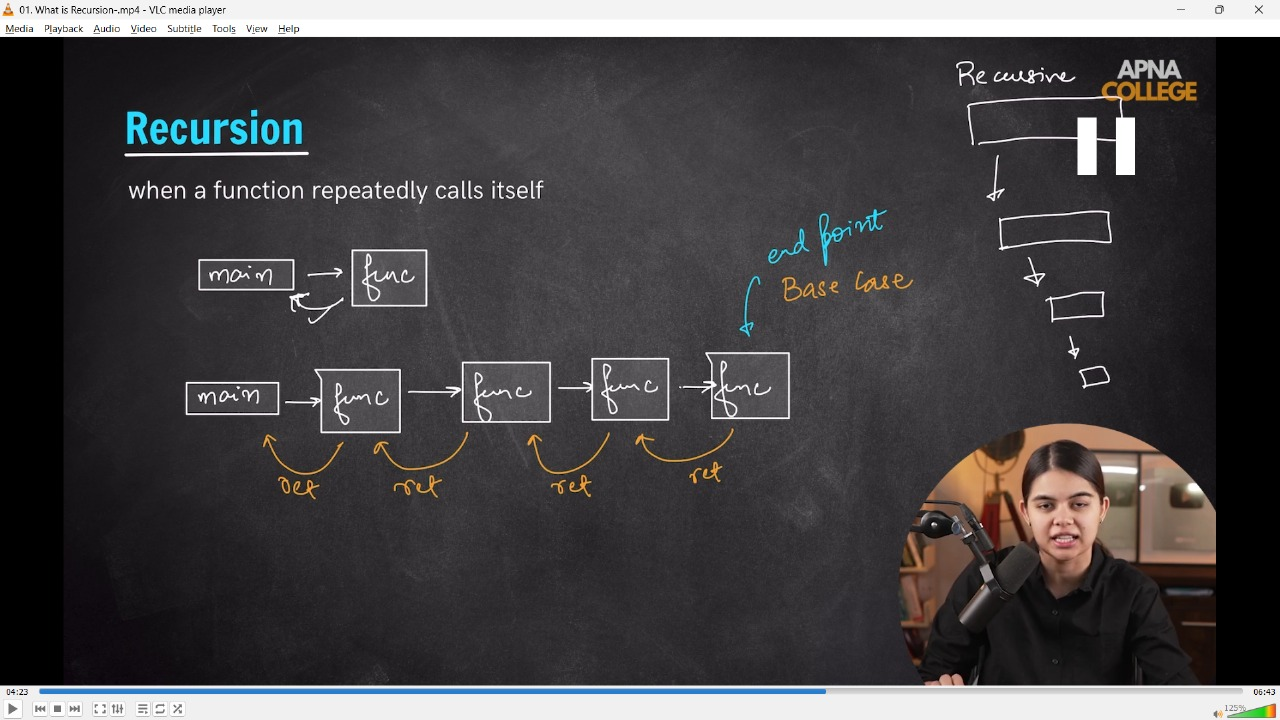 01. What is Recursion-.mp4 - VLC media player
Media Playback Audio Video Subtitle Tools View Help
Recursive
APNA
COLLEGE
Recursion
when a function repeatedly calls itself
end point
Base Case
main func
main func func func func
ret ret ret ret
04:23 06:43
125%